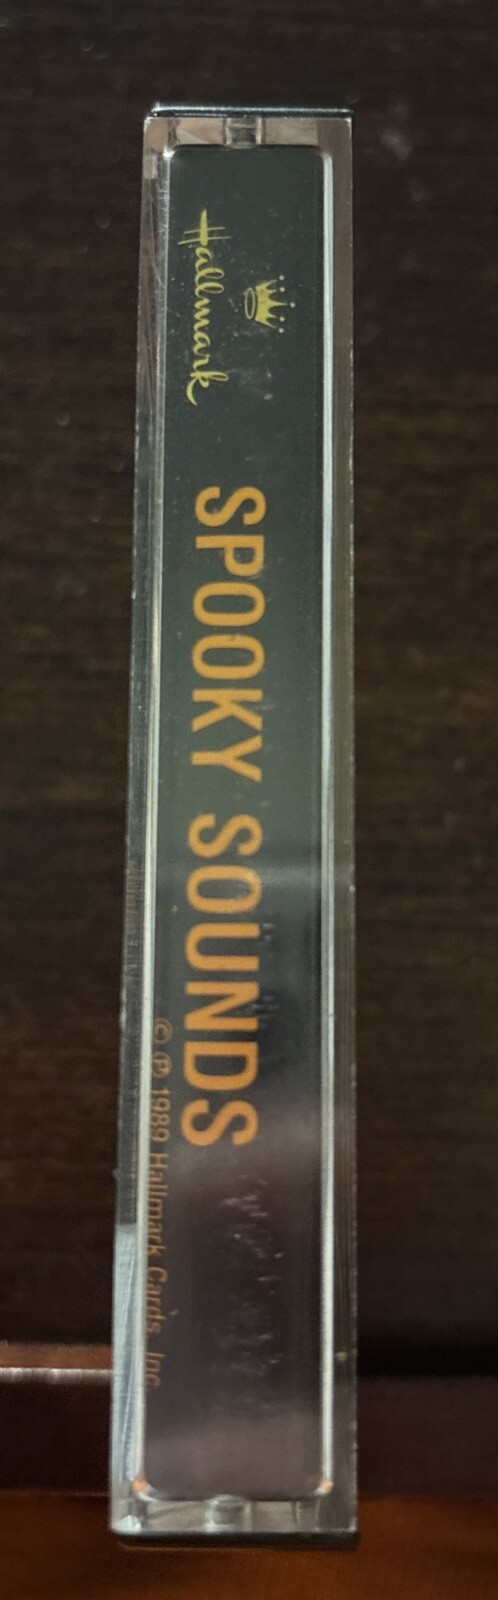 Hallmark
SPOOKY SOUNDS
© ℗ 1989 Hallmark Cards, Inc.